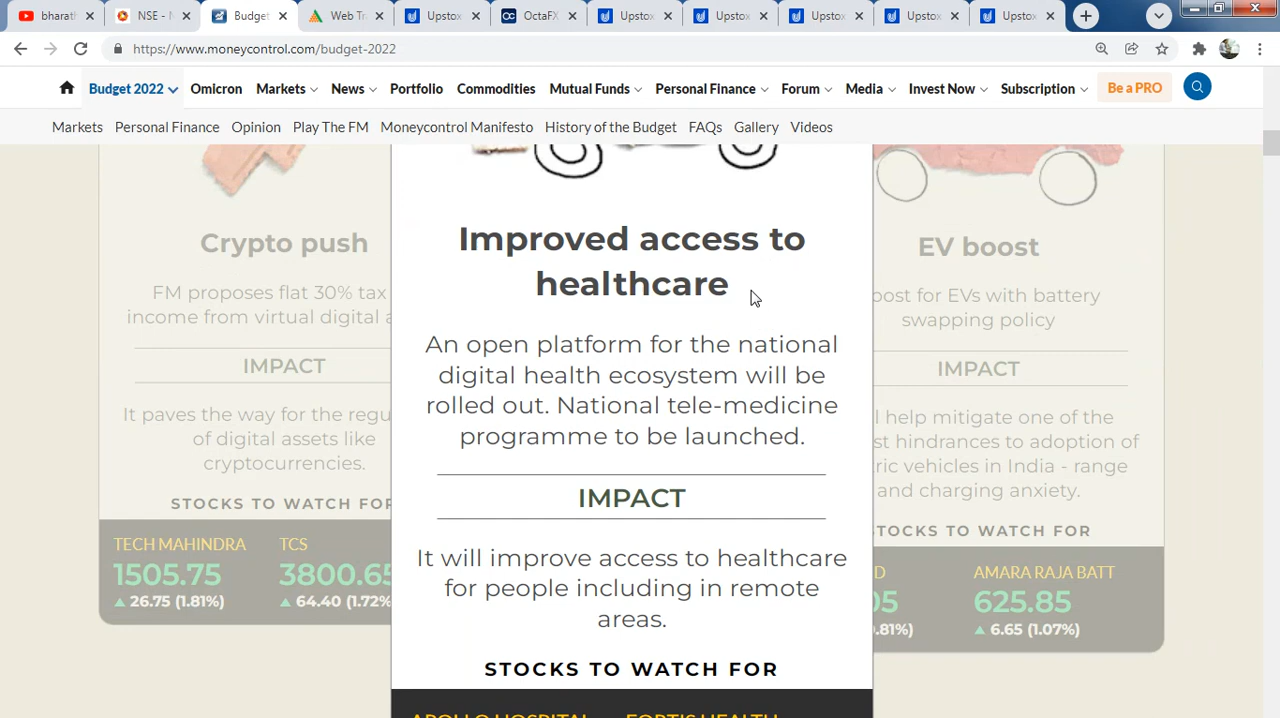 bharat
NSE - N
Budget
Web Tr
Upstox
OctaFX
Upstox
Upstox
Upstox
Upstox
Upstox
https://www.moneycontrol.com/budget-2022
Budget 2022
Omicron
Markets
News
Portfolio
Commodities
Mutual Funds
Personal Finance
Forum
Media
Invest Now
Subscription
Be a PRO
Markets
Personal Finance
Opinion
Play The FM
Moneycontrol Manifesto
History of the Budget
FAQs
Gallery
Videos
Crypto push
FM proposes flat 30% tax
income from virtual digital a
IMPACT
It paves the way for the regu
of digital assets like
cryptocurrencies.
STOCKS TO WATCH FOR
TECH MAHINDRA TCS
1505.75 3800.65
▲ 26.75 (1.81%) ▲ 64.40 (1.72%
Improved access to
healthcare
An open platform for the national
digital health ecosystem will be
rolled out. National tele-medicine
programme to be launched.
IMPACT
It will improve access to healthcare
for people including in remote
areas.
STOCKS TO WATCH FOR
APOLLO HOSPITAL FORTIS HEALTH
EV boost
oost for EVs with battery
swapping policy
IMPACT
l help mitigate one of the
st hindrances to adoption of
ric vehicles in India - range
and charging anxiety.
STOCKS TO WATCH FOR
D AMARA RAJA BATT
05 625.85
.81%) ▲ 6.65 (1.07%)